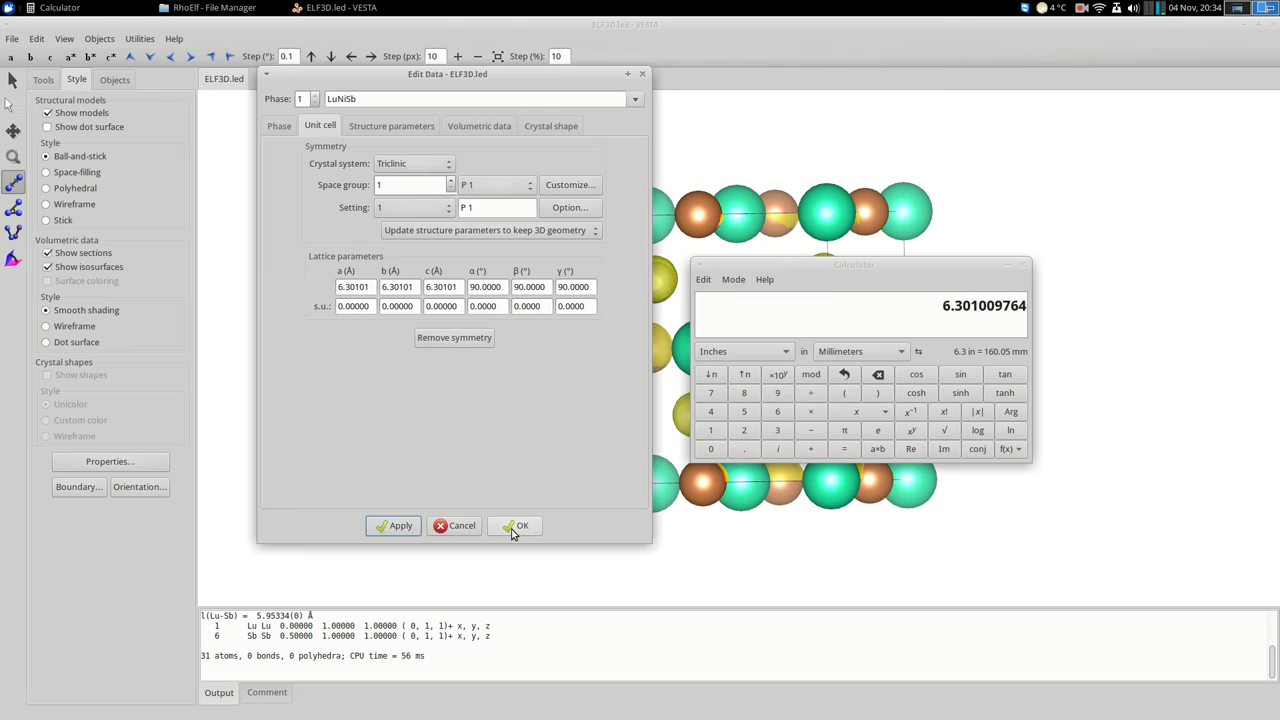 Calculator
RhoElf - File Manager
ELF3D.led - VESTA
4 °C
04 Nov, 20:34
ELF3D.led - VESTA
File Edit View Objects Utilities Help
a b c a* b* c* Step (°): 0.1 Step (px): 10 Step (%): 10
Tools Style Objects
ELF3D.led
Structural models
Show models
Show dot surface
Style
Ball-and-stick
Space-filling
Polyhedral
Wireframe
Stick
Volumetric data
Show sections
Show isosurfaces
Surface coloring
Style
Smooth shading
Wireframe
Dot surface
Crystal shapes
Show shapes
Style
Unicolor
Custom color
Wireframe
Properties...
Boundary... Orientation...
Edit Data - ELF3D.led
Phase: 1 LuNiSb
Phase Unit cell Structure parameters Volumetric data Crystal shape
Symmetry
Crystal system: Triclinic
Space group: 1 P 1 Customize...
Setting: 1 P 1 Option...
Update structure parameters to keep 3D geometry
Lattice parameters
a (Å) b (Å) c (Å) α (°) β (°) γ (°)
6.30101 6.30101 6.30101 90.0000 90.0000 90.0000
s.u.: 0.00000 0.00000 0.00000 0.0000 0.0000 0.0000
Remove symmetry
Apply Cancel OK
Calculator
Edit Mode Help
6.301009764
Inches in Millimeters ⇆ 6.3 in = 160.05 mm
↓n ↑n ×10ʸ mod cos sin tan
7 8 9 ÷ ( ) cosh sinh tanh
4 5 6 × x x⁻¹ x! |x| Arg
1 2 3 − π e xʸ √ log ln
0 . i + = a×b Re Im conj f(x)
l(Lu-Sb) = 5.95334(0) Å
1 Lu Lu 0.00000 1.00000 1.00000 ( 0, 1, 1)+ x, y, z
6 Sb Sb 0.50000 1.00000 1.00000 ( 0, 1, 1)+ x, y, z
31 atoms, 0 bonds, 0 polyhedra; CPU time = 56 ms
Output Comment